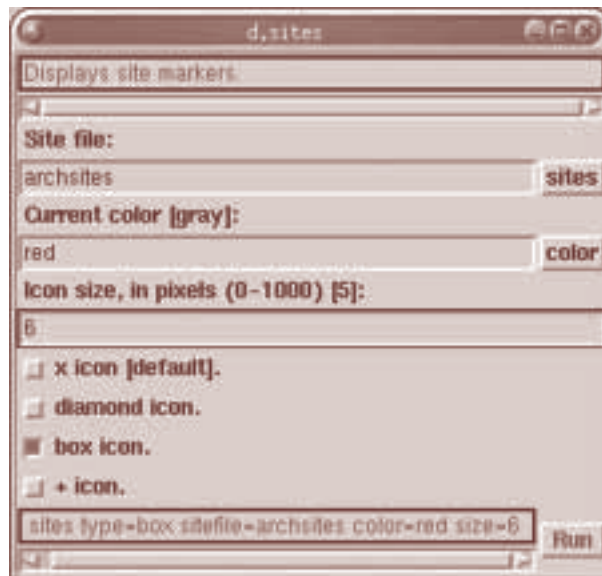 d.sites
Displays site markers.
Site file:
archsites
sites
Current color [gray]:
red
color
Icon size, in pixels (0-1000) [5]:
6
x icon [default].
diamond icon.
box icon.
+ icon.
sites type=box sitefile=archsites color=red size=6
Run